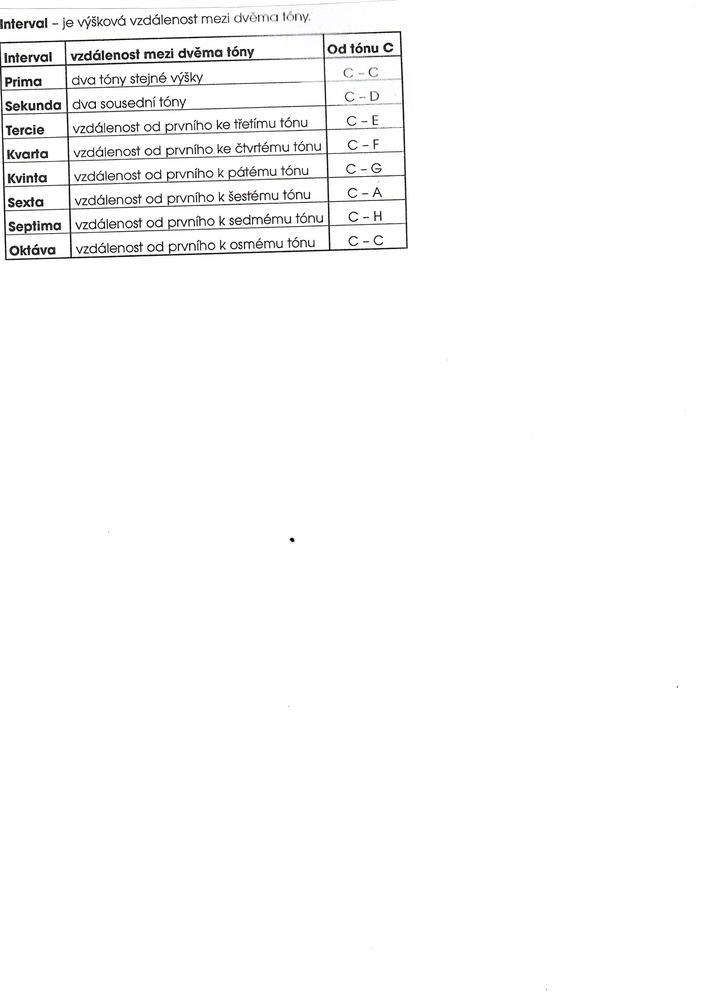 Interval – je výšková vzdálenost mezi dvěma tóny.
Interval vzdálenost mezi dvěma tóny Od tónu C
Prima dva tóny stejné výšky C – C
Sekunda dva sousední tóny C – D
Tercie vzdálenost od prvního ke třetímu tónu C – E
Kvarta vzdálenost od prvního ke čtvrtému tónu C – F
Kvinta vzdálenost od prvního k pátému tónu C – G
Sexta vzdálenost od prvního k šestému tónu C – A
Septima vzdálenost od prvního k sedmému tónu C – H
Oktáva vzdálenost od prvního k osmému tónu C – C